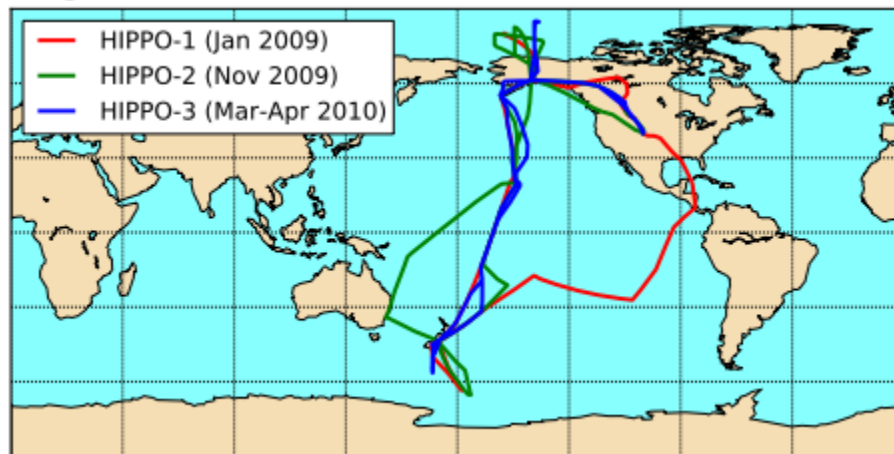 HIPPO-1 (Jan 2009)
HIPPO-2 (Nov 2009)
HIPPO-3 (Mar-Apr 2010)